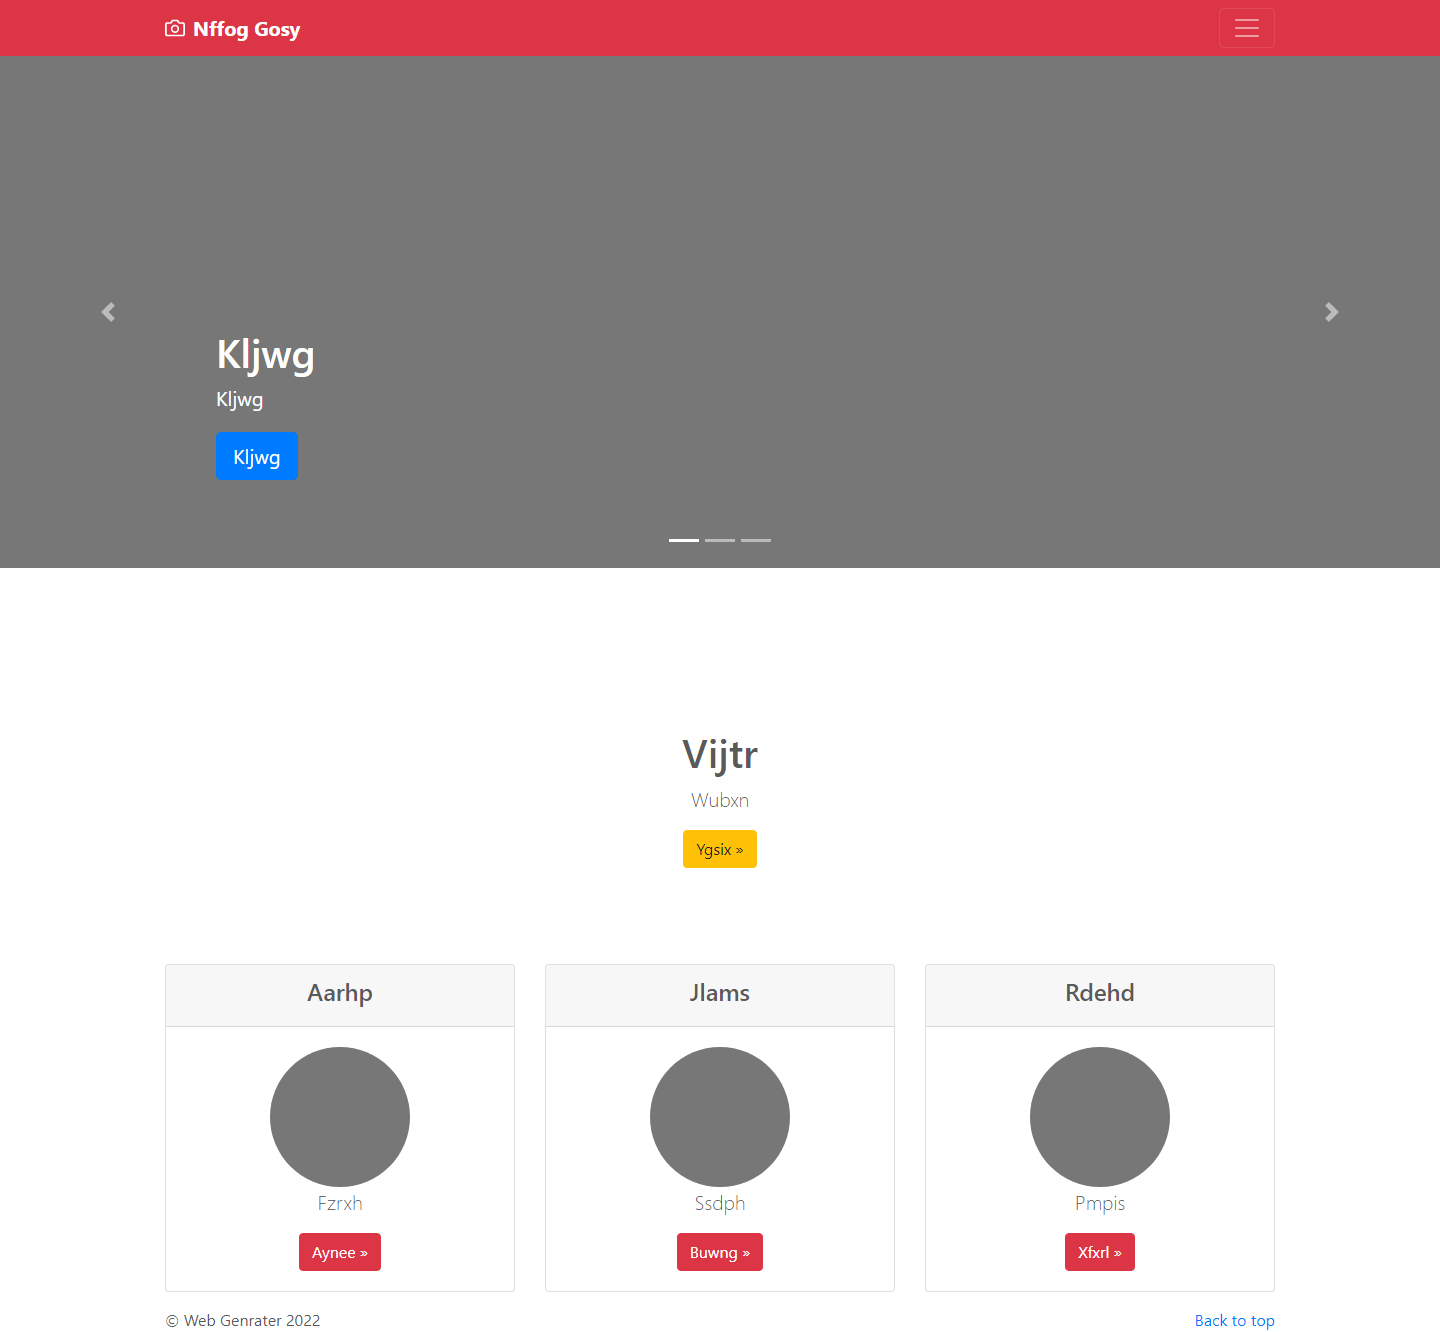 Nffog Gosy
Kljwg
Kljwg
Kljwg
Vijtr
Wubxn
Ygsix »
Aarhp
Fzrxh
Aynee »
Jlams
Ssdph
Buwng »
Rdehd
Pmpis
Xfxrl »
© Web Genrater 2022
Back to top